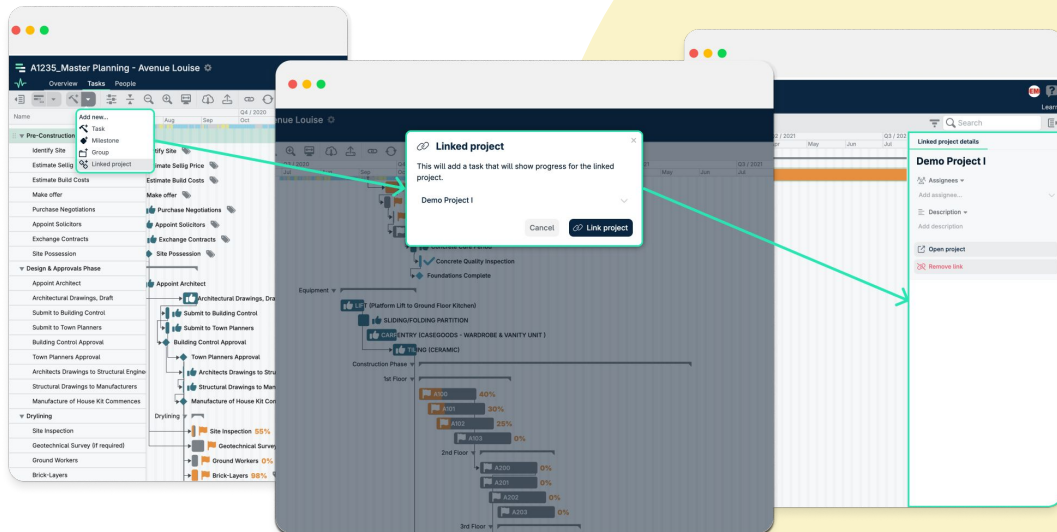 A1235_Master Planning - Avenue Louise
Overview Tasks People
Name
Add new...
Task
Milestone
Group
Linked project
Q4 / 2020
Aug Sep Oct
Pre-Construction
Identify Site
Estimate Build Costs
Estimate Build Costs
Make offer
Make offer
Purchase Negotiations
Purchase Negotiations
Appoint Solicitors
Appoint Solicitors
Exchange Contracts
Exchange Contracts
Site Possession
Site Possession
Design & Approvals Phase
Appoint Architect
Appoint Architect
Architectural Drawings, Draft
Architectural Drawings, Dra
Submit to Building Control
Submit to Building Control
Submit to Town Planners
Submit to Town Planners
Building Control Approval
Building Control Approval
Town Planners Approval
Town Planners Approval
Architects Drawings to Structural Engine
Architects Drawings to Stru
Structural Drawings to Manufacturers
Structural Drawings to Man
Manufacture of House Kit Commences
Manufacture of House Kit Con
Drylining
Drylining
Site Inspection
Site Inspection 55%
Geotechnical Survey (if required)
Geotechnical Survey
Ground Workers
Ground Workers 0%
Brick-Layers
Brick-Layers 98%
nue Louise
Linked project
This will add a task that will show progress for the linked
project.
Demo Project I
Cancel
Link project
Q3 / 2021
May Jun Jul
Concrete Quality Inspection
Foundations Complete
Equipment
LIFT (Platform Lift to Ground Floor Kitchen)
SLIDING/FOLDING PARTITION
CARPENTRY (CASEGOODS - WARDROBE & VANITY UNIT )
TILING (CERAMIC)
Construction Phase
1st Floor
A100 40%
A101 30%
A102 25%
A103 0%
2nd Floor
A200 0%
A201 0%
A202 0%
A203 0%
3rd Floor
EM
Learn
Search
2 / 2021
Q3 / 202
Apr May Jun Jul
Linked project details
Demo Project I
Assignees
Add assignee...
Description
Add description
Open project
Remove link